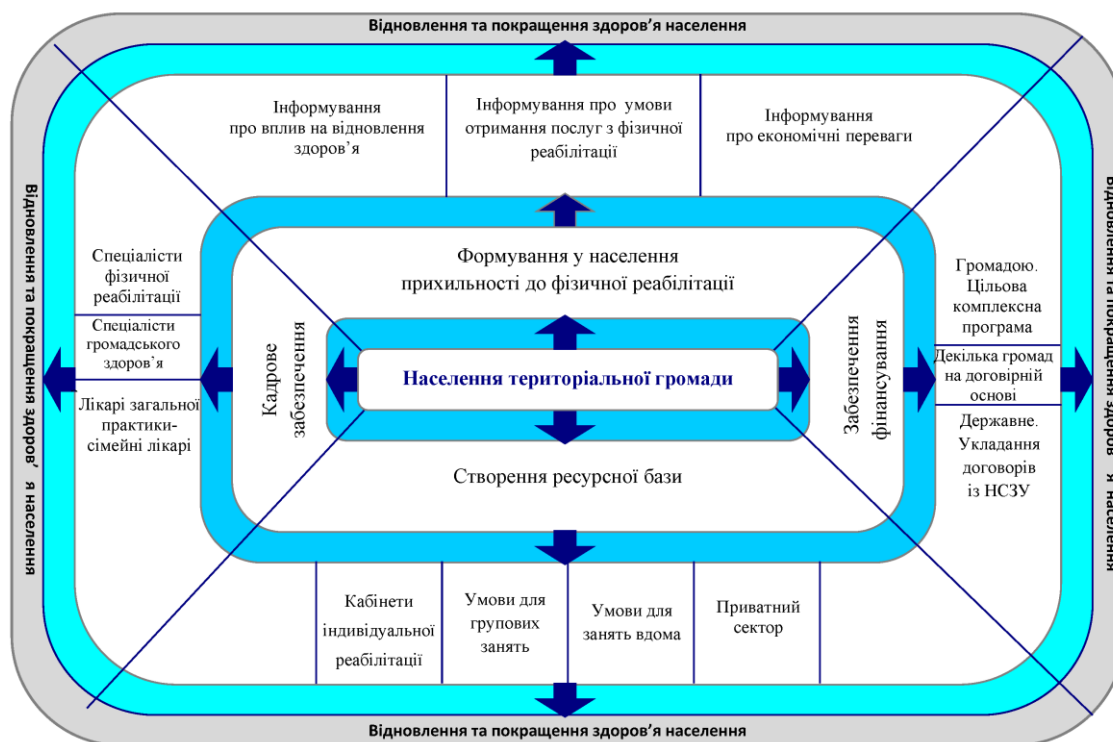 Відновлення та покращення здоров’я населення
Інформування
про вплив на відновлення
здоров’я
Інформування про умови
отримання послуг з фізичної
реабілітації
Інформування
про економічні переваги
Відновлення та покращення здоров’ я населення
Спеціалісти
фізичної
реабілітації
Спеціалісти
громадського
здоров’я
Лікарі загальної
практики-
сімейні лікарі
Кадрове
забезпечення
Формування у населення
прихильності до фізичної реабілітації
Населення територіальної громади
Створення ресурсної бази
Забезпечення
фінансування
Громадою.
Цільова
комплексна
програма
Декілька громад
на договірній
основі
Державне.
Укладання
договорів
із НСЗУ
Відновлення та покращення здоров’ я населення
Кабінети
індивідуальної
реабілітації
Умови для
групових
занять
Умови для
занять вдома
Приватний
сектор
Відновлення та покращення здоров’я населення